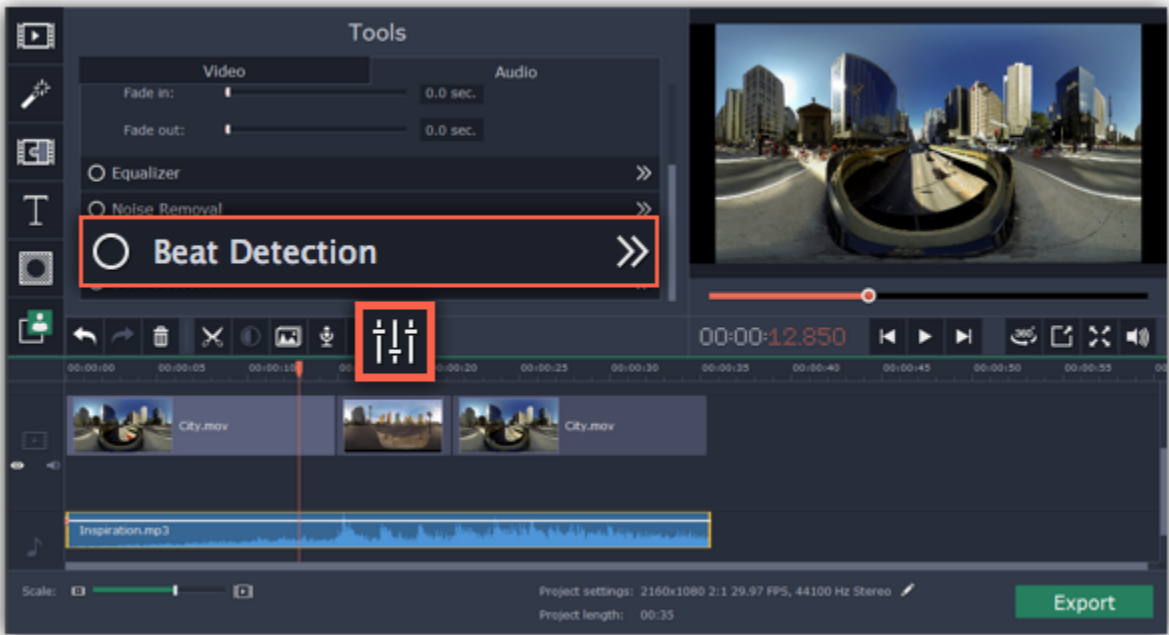 Tools
Video
Audio
Fade in:
0.0 sec.
Fade out:
0.0 sec.
Equalizer
Noise Removal
Beat Detection
T
00:00:12.850
360°
00:00:00
00:00:05
00:00:10
00:00:20
00:00:25
00:00:30
00:00:35
00:00:40
00:00:45
00:00:50
00:00:55
City.mov
City.mov
Inspiration.mp3
Scale:
Project settings: 2160x1080 2:1 29.97 FPS, 44100 Hz Stereo
Project length: 00:35
Export